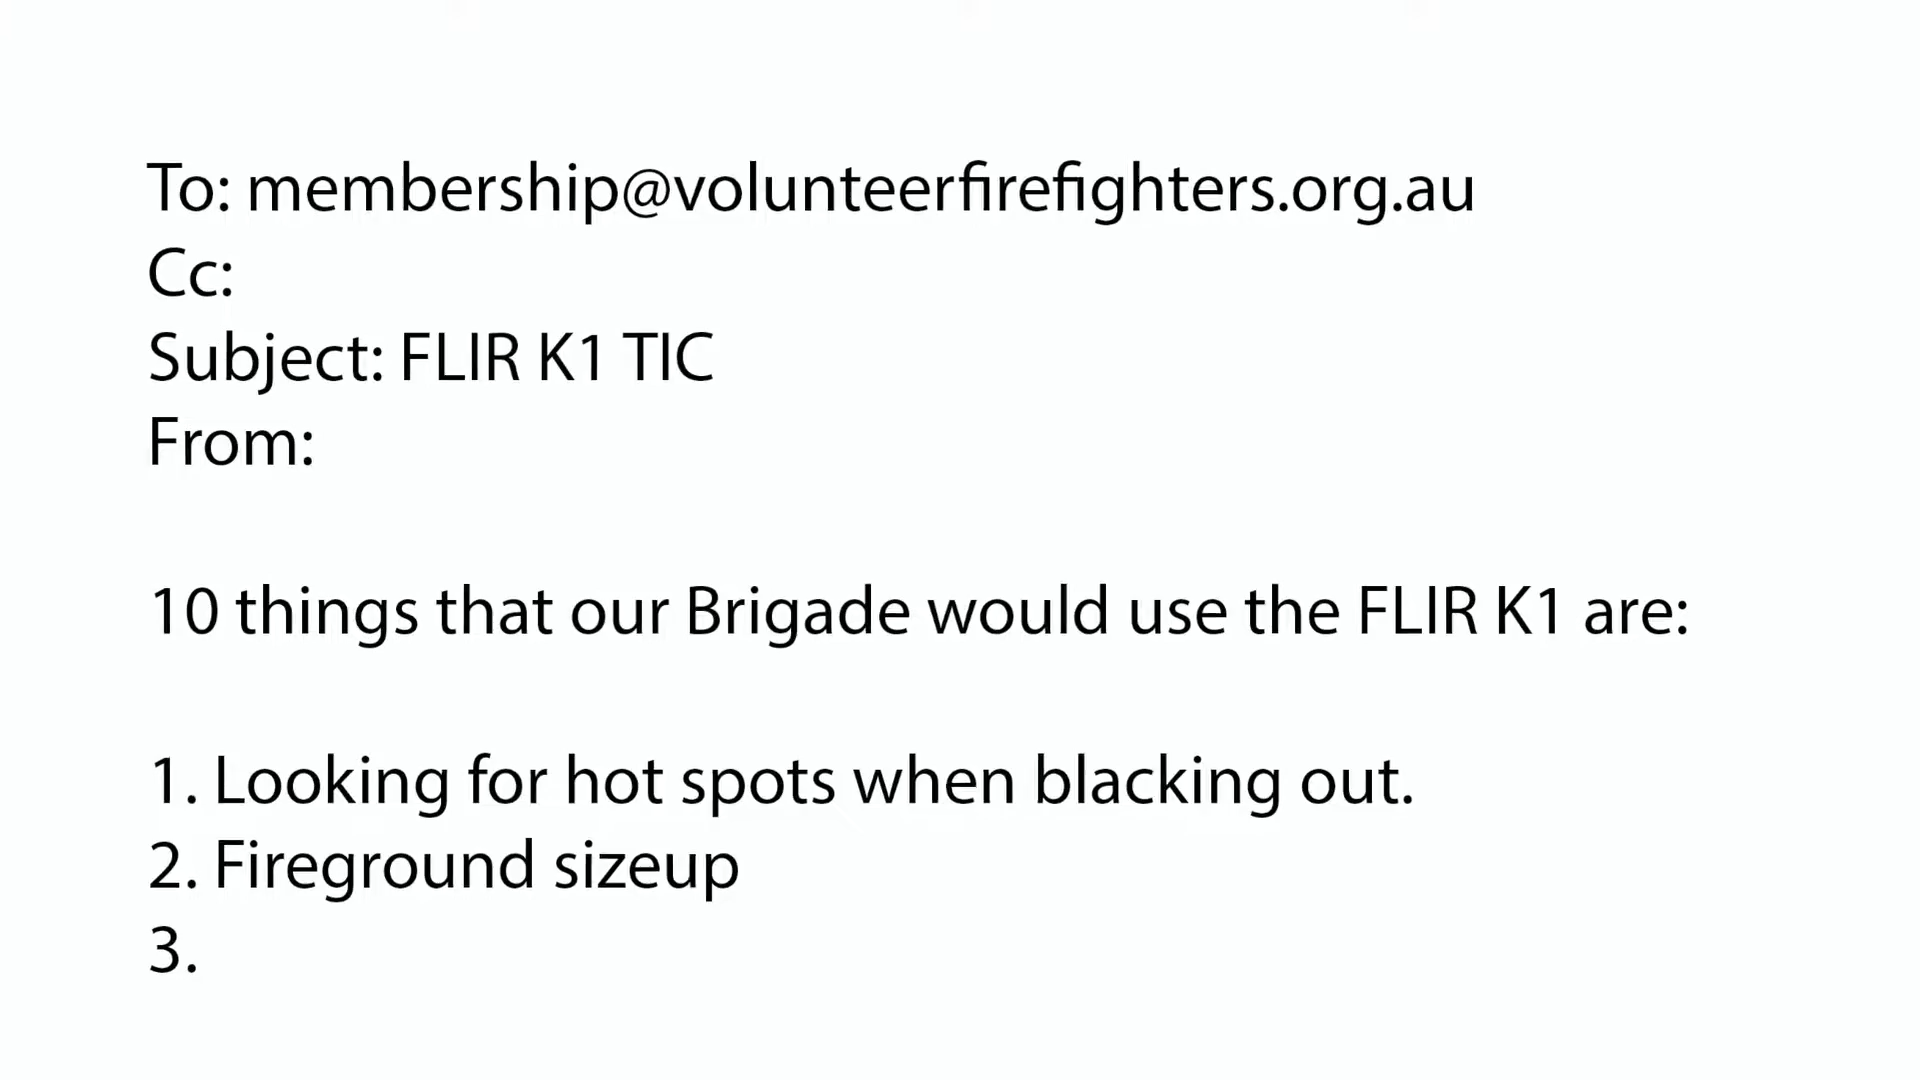 To: membership@volunteerfirefighters.org.au
Cc:
Subject: FLIR K1 TIC
From:
10 things that our Brigade would use the FLIR K1 are:
1. Looking for hot spots when blacking out.
2. Fireground sizeup
3.